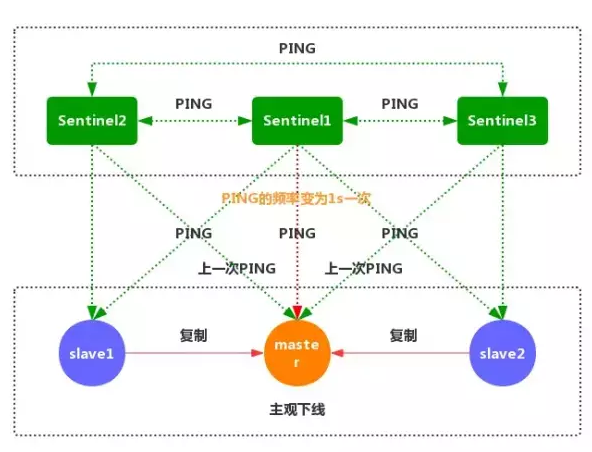 PING
PING
PING
Sentinel2
Sentinel1
Sentinel3
PING的频率变为1s一次
PING
PING
PING
上一次PING
上一次PING
复制
复制
slave1
maste
r
slave2
主观下线